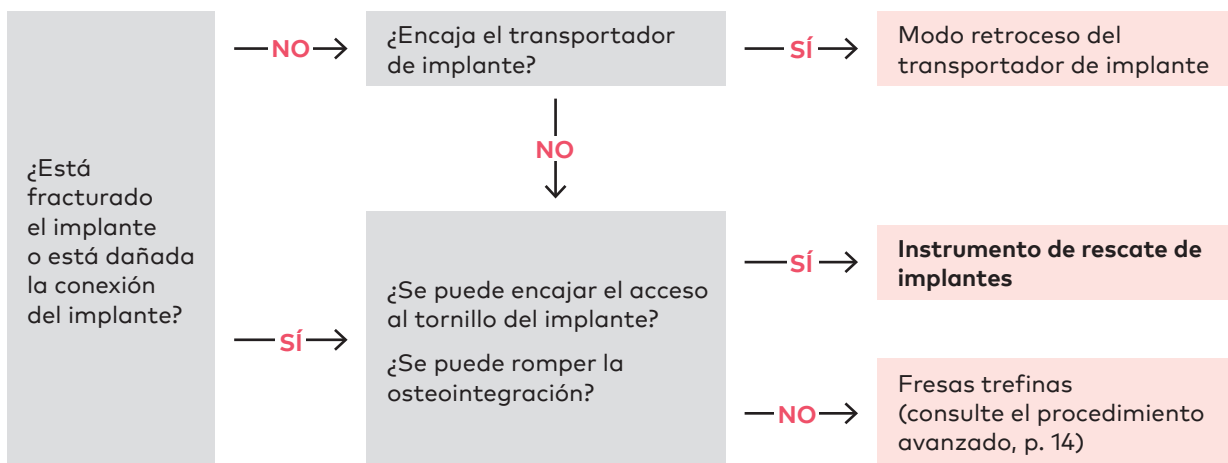 ¿Está
fracturado
el implante
o está dañada
la conexión
del implante?
NO
¿Encaja el transportador
de implante?
SÍ
Modo retroceso del
transportador de implante
NO
SÍ
¿Se puede encajar el acceso
al tornillo del implante?
¿Se puede romper la
osteointegración?
SÍ
Instrumento de rescate de
implantes
NO
Fresas trefinas
(consulte el procedimiento
avanzado, p. 14)